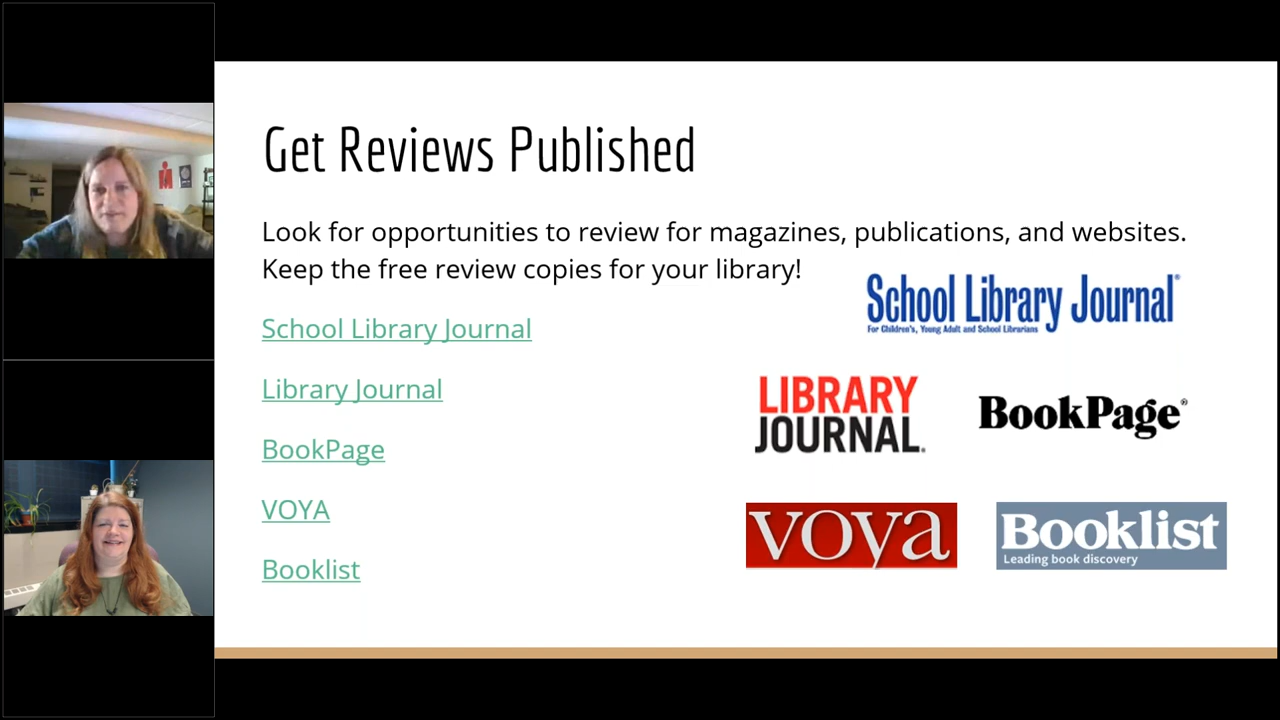 Get Reviews Published
Look for opportunities to review for magazines, publications, and websites.
Keep the free review copies for your library!
School Library Journal
Library Journal
BookPage
VOYA
Booklist
School Library Journal®
For Children's, Young Adult and School Librarians
LIBRARY
JOURNAL®
BookPage®
voya
Booklist
Leading book discovery